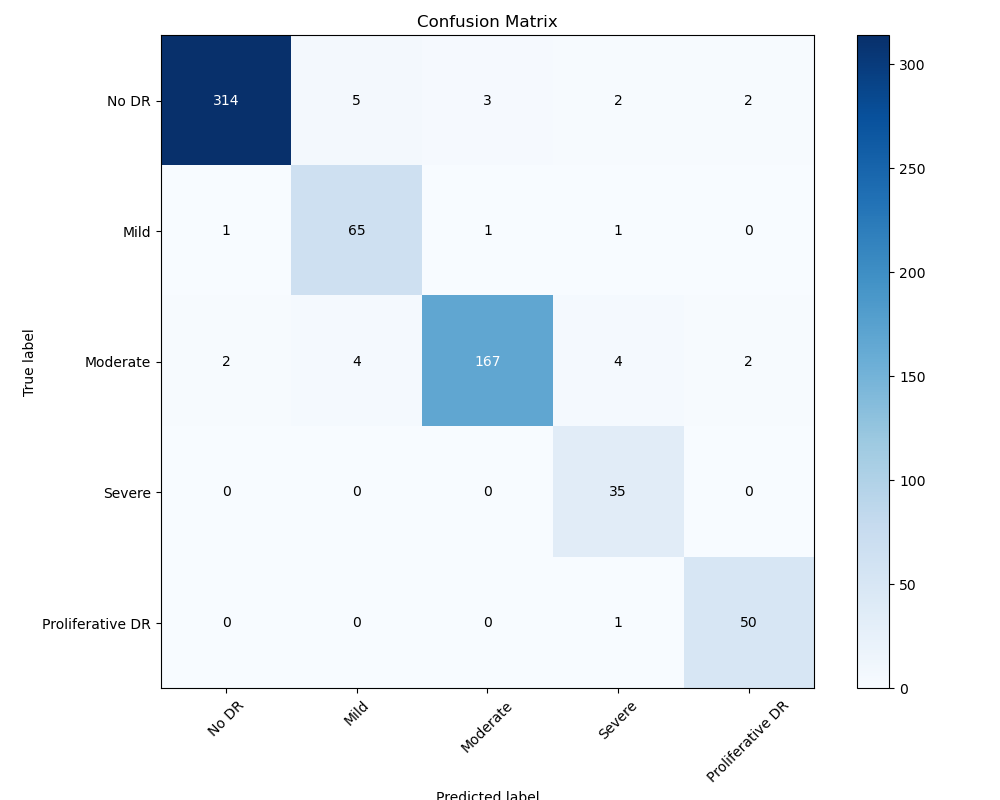 Confusion Matrix
No DR 314 5 3 2 2
Mild 1 65 1 1 0
Moderate 2 4 167 4 2
Severe 0 0 0 35 0
Proliferative DR 0 0 0 1 50
True label
No DR Mild Moderate Severe Proliferative DR
Predicted label
300
250
200
150
100
50
0